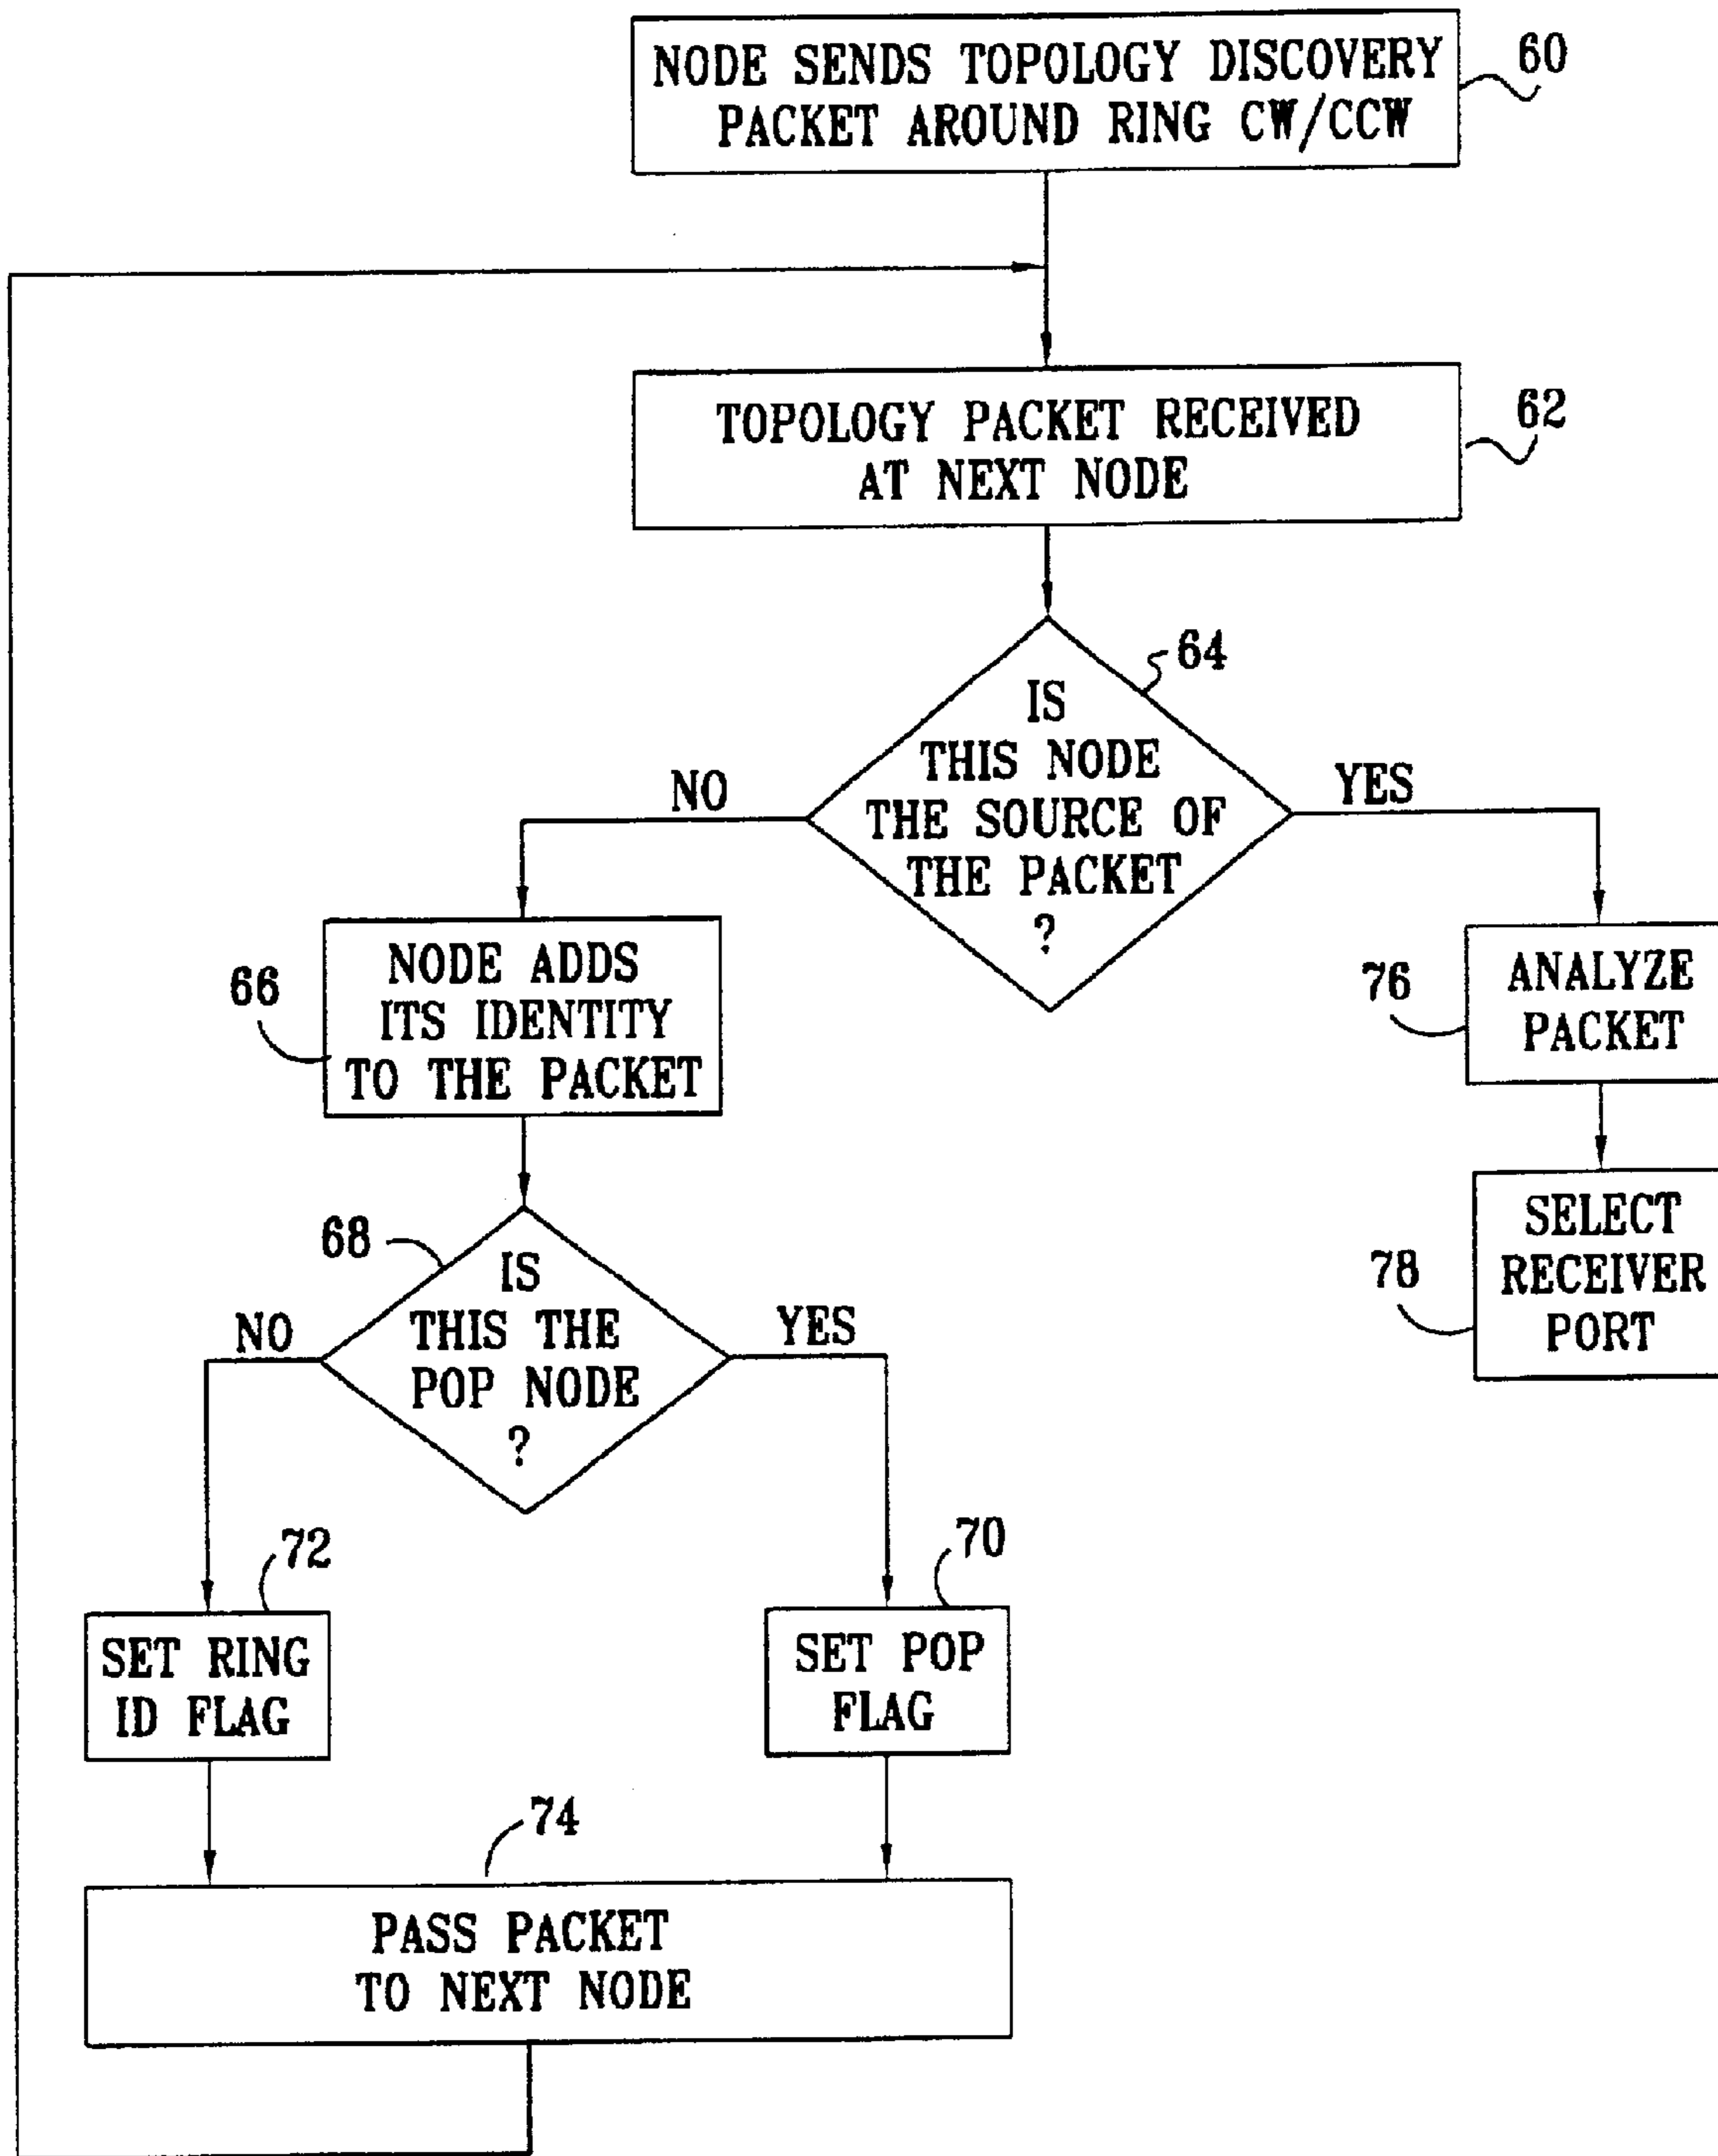 NODE SENDS TOPOLOGY DISCOVERY
PACKET AROUND RING CW/CCW
60
TOPOLOGY PACKET RECEIVED
AT NEXT NODE
62
64
IS
THIS NODE
THE SOURCE OF
THE PACKET
?
NO
YES
66
NODE ADDS
ITS IDENTITY
TO THE PACKET
76
ANALYZE
PACKET
68
IS
THIS THE
POP NODE
?
NO
YES
78
SELECT
RECEIVER
PORT
72
SET RING
ID FLAG
70
SET POP
FLAG
74
PASS PACKET
TO NEXT NODE